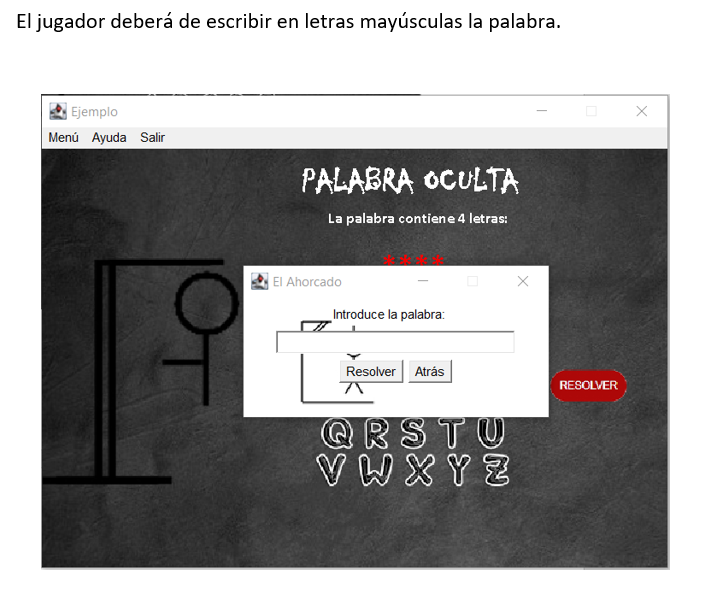 El jugador deberá de escribir en letras mayúsculas la palabra.
Ejemplo
Menú Ayuda Salir
PALABRA OCULTA
La palabra contiene 4 letras:
****
El Ahorcado
Introduce la palabra:
Resolver Atrás
RESOLVER
Q R S T U
V W X Y Z